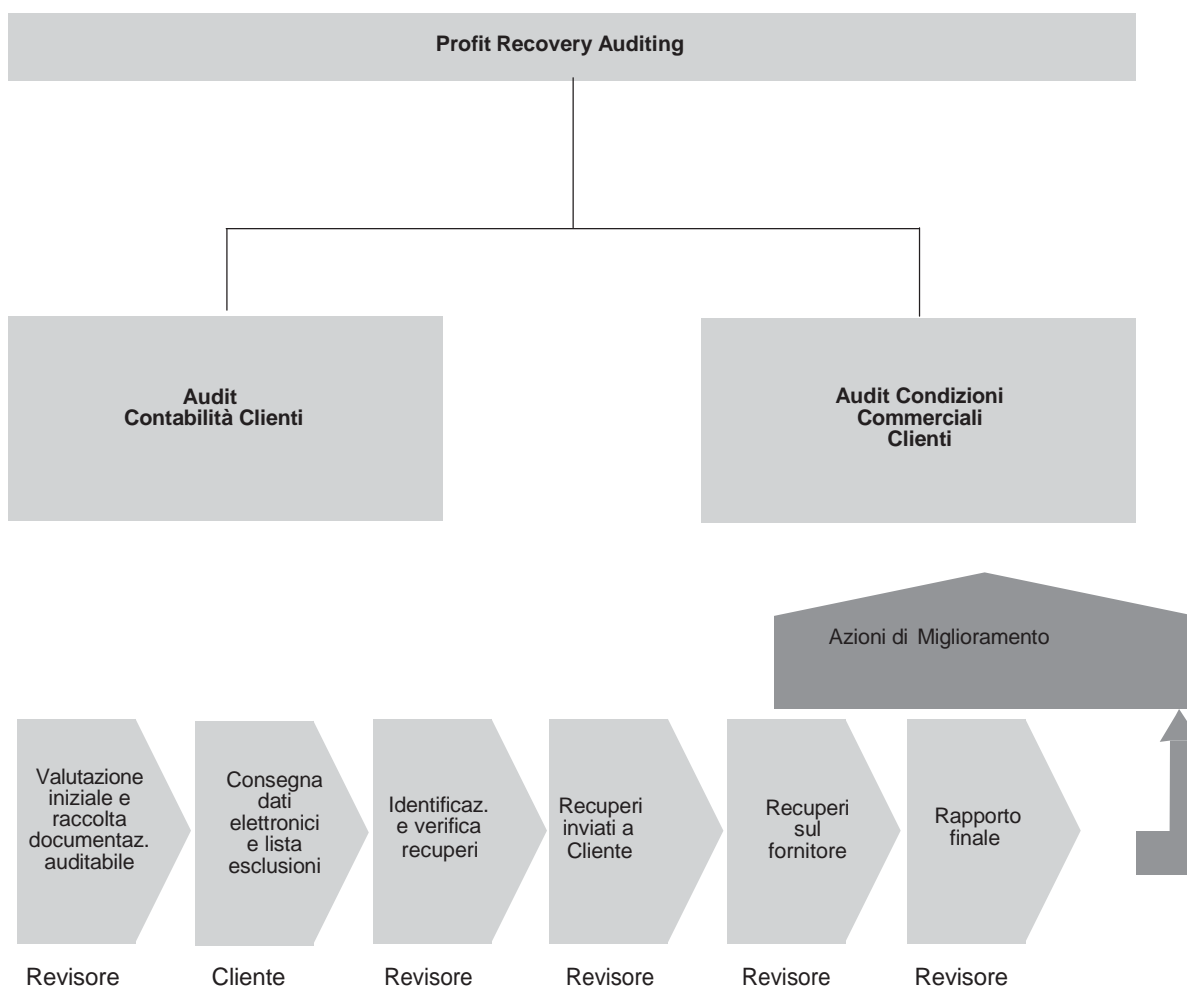 Profit Recovery Auditing
Audit
Contabilità Clienti
Audit Condizioni
Commerciali
Clienti
Azioni di Miglioramento
Valutazione
iniziale e
raccolta
documentaz.
auditabile
Consegna
dati
elettronici
e lista
esclusioni
Identificaz.
e verifica
recuperi
Recuperi
inviati a
Cliente
Recuperi
sul
fornitore
Rapporto
finale
Revisore
Cliente
Revisore
Revisore
Revisore
Revisore